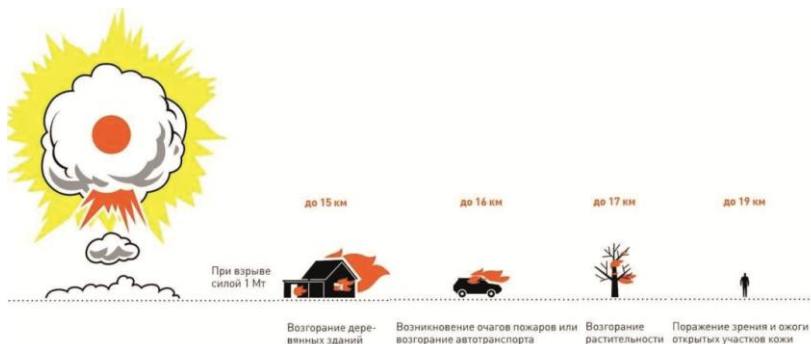 до 15 км
до 16 км
до 17 км
до 19 км
При взрыве
силой 1 Мт
Возгорание дере-
вянных зданий
Возникновение очагов пожаров или
возгорание автотранспорта
Возгорание
растительности
Поражение зрения и ожоги
открытых участков кожи